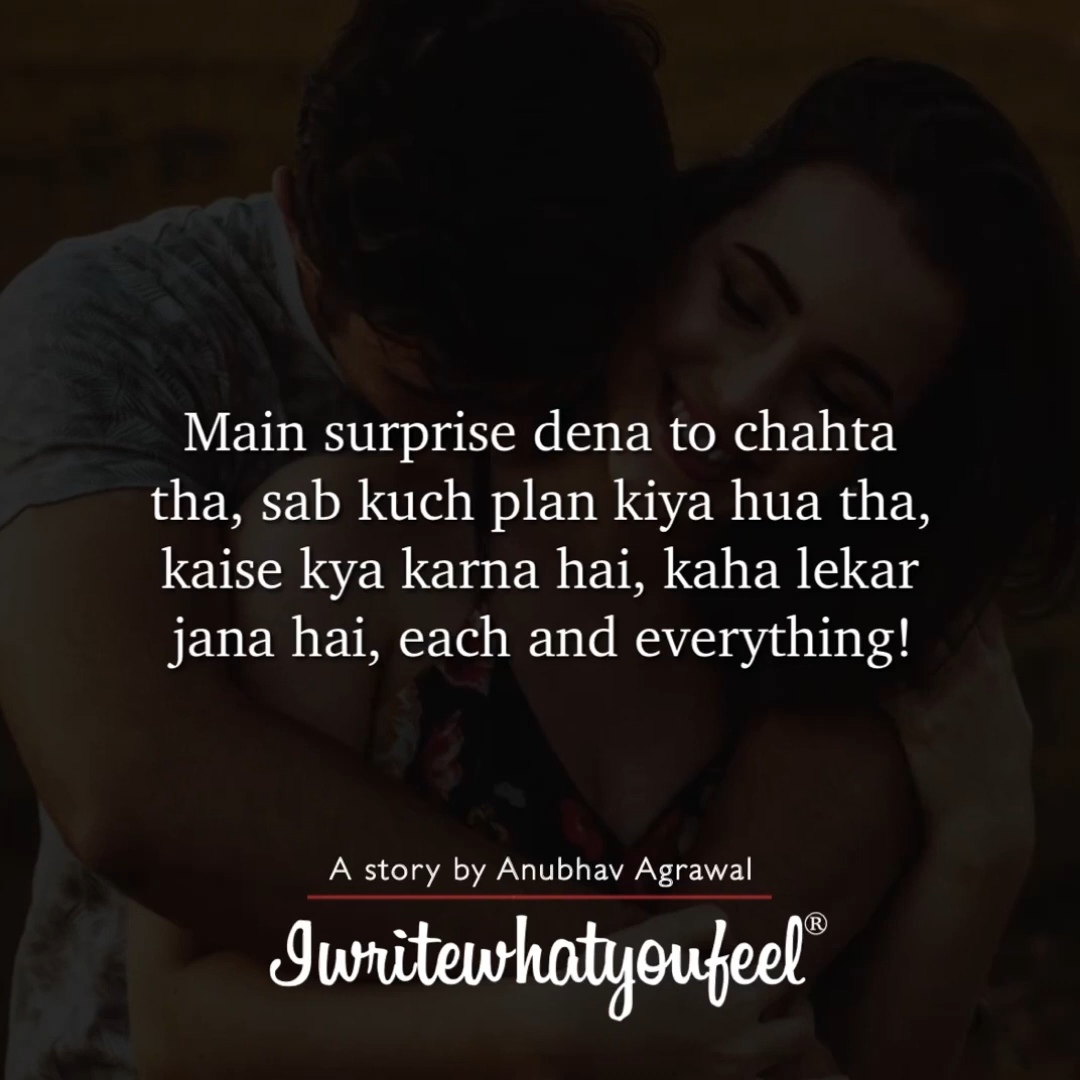 Main surprise dena to chahta
tha, sab kuch plan kiya hua tha,
kaise kya karna hai, kaha lekar
jana hai, each and everything!
A story by Anubhav Agrawal
Iwritewhatyoufeel®